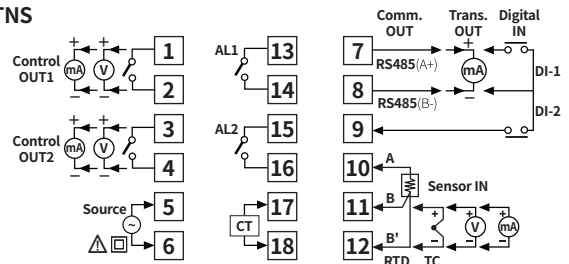 TNS
Control
OUT1
+
+
mA
V
−
−
1
2
Control
OUT2
+
+
mA
V
−
−
3
4
Source
~
5
6
AL1
13
14
AL2
15
16
CT
17
18
Comm.
OUT
Trans.
OUT
Digital
IN
7
RS485(A+)
8
RS485(B-)
9
+
mA
−
DI-1
DI-2
10
A
11
B
12
B'
Sensor IN
+
+
+
V
mA
−
−
−
RTD
TC